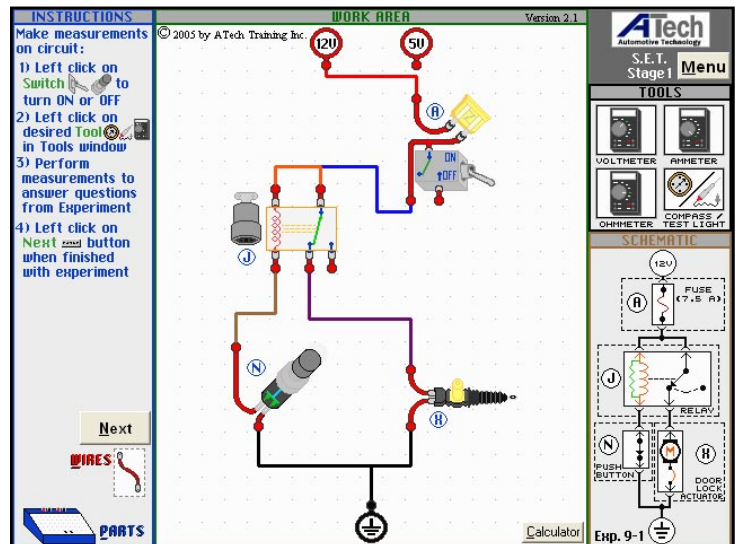 INSTRUCTIONS
Make measurements
on circuit:
1) Left click on
Switch to
turn ON or OFF
2) Left click on
desired Tool
in Tools window
3) Perform
measurements to
answer questions
from Experiment
4) Left click on
Next button
when finished
with experiment
Next
WIRES
PARTS
WORK AREA
Version 2.1
© 2005 by ATech Training Inc.
12V
5V
A
ON
OFF
J
N
X
Calculator
ATech
Automotive Technology
S.E.T.
Stage 1
Menu
TOOLS
VOLTMETER
AMMETER
OHMMETER
COMPASS /
TEST LIGHT
SCHEMATIC
12V
A
FUSE
(7.5 A)
J
RELAY
N
PUSH
BUTTON
M
X
DOOR
LOCK
ACTUATOR
Exp. 9-1